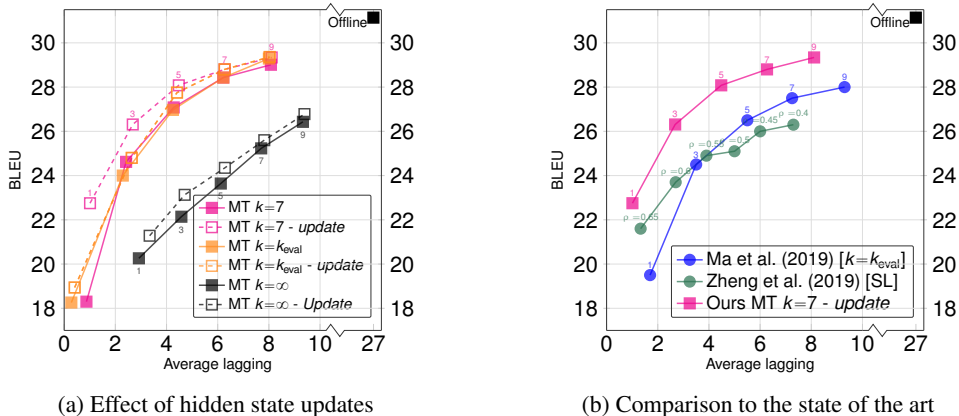 Offline
30
28
26
24
22
20
18
BLEU
1
3
5
7
9
1
3
5
7
9
MT k=7
MT k=7 - update
MT k=keval
MT k=keval - update
MT k=∞
MT k=∞ - Update
30
28
26
24
22
20
18
0 2 4 6 8 10 27
Average lagging
(a) Effect of hidden state updates
Offline
30
28
26
24
22
20
18
BLEU
1
3
5
7
9
1
3
5
7
9
ρ=0.65
ρ=0.6
ρ=0.55
ρ=0.5
ρ=0.45
ρ=0.4
Ma et al. (2019) [k=keval]
Zheng et al. (2019) [SL]
Ours MT k=7 - update
30
28
26
24
22
20
18
0 2 4 6 8 10 27
Average lagging
(b) Comparison to the state of the art